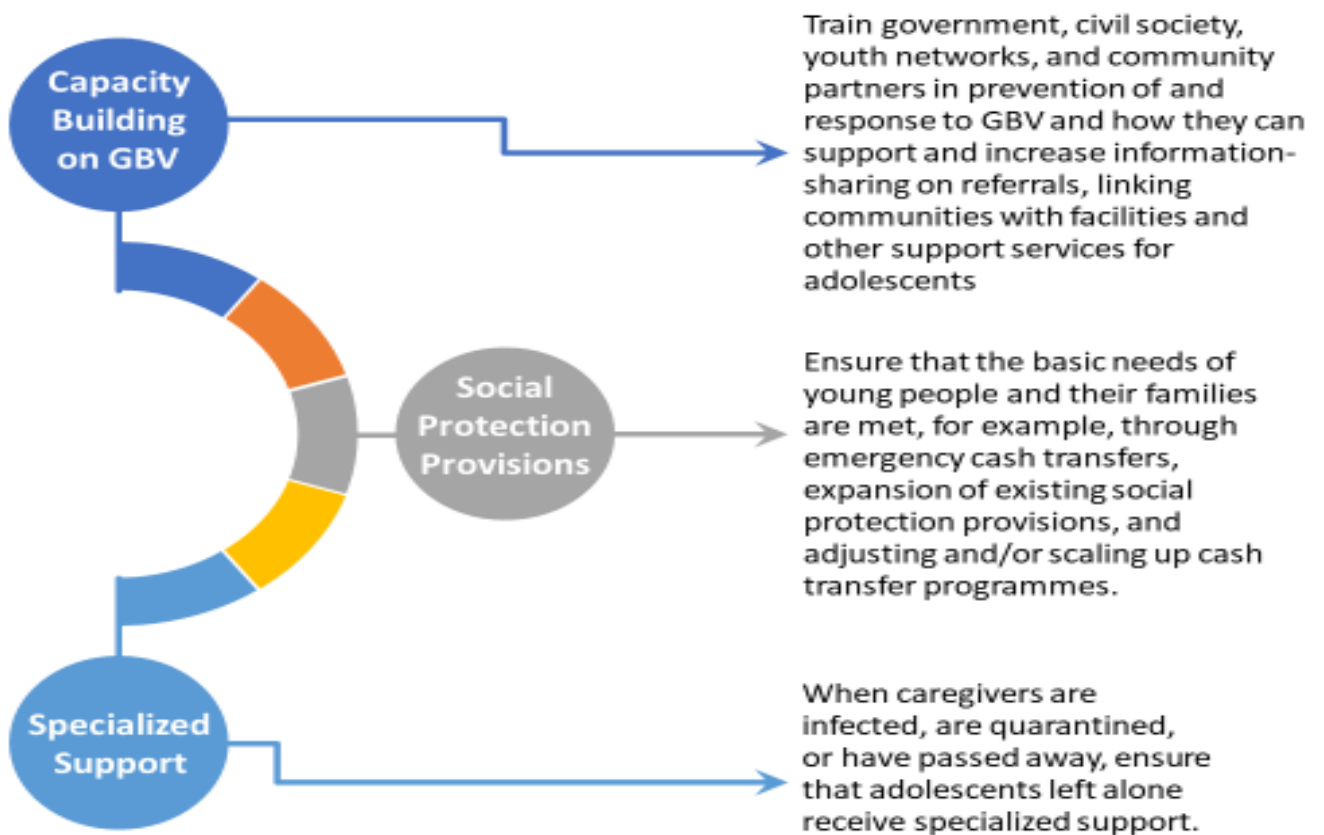 Capacity
Building
on GBV
Train government, civil society,
youth networks, and community
partners in prevention of and
response to GBV and how they can
support and increase information-
sharing on referrals, linking
communities with facilities and
other support services for
adolescents
Social
Protection
Provisions
Ensure that the basic needs of
young people and their families
are met, for example, through
emergency cash transfers,
expansion of existing social
protection provisions, and
adjusting and/or scaling up cash
transfer programmes.
Specialized
Support
When caregivers are
infected, are quarantined,
or have passed away, ensure
that adolescents left alone
receive specialized support.